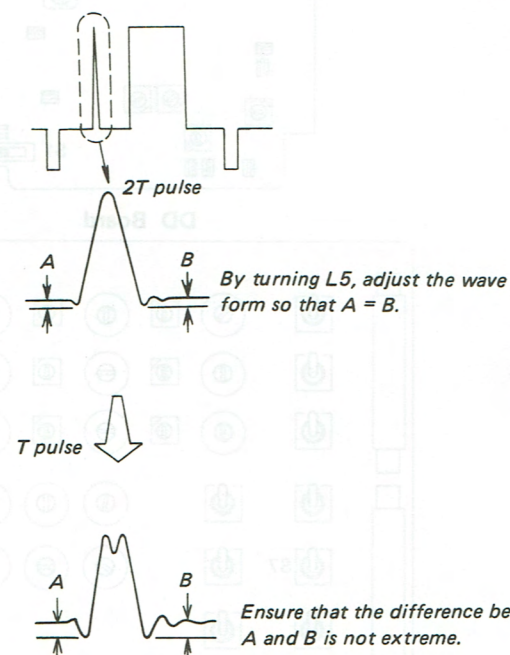 2T pulse
A
B
By turning L5, adjust the wave
form so that A = B.
T pulse
A
B
Ensure that the difference be
A and B is not extreme.